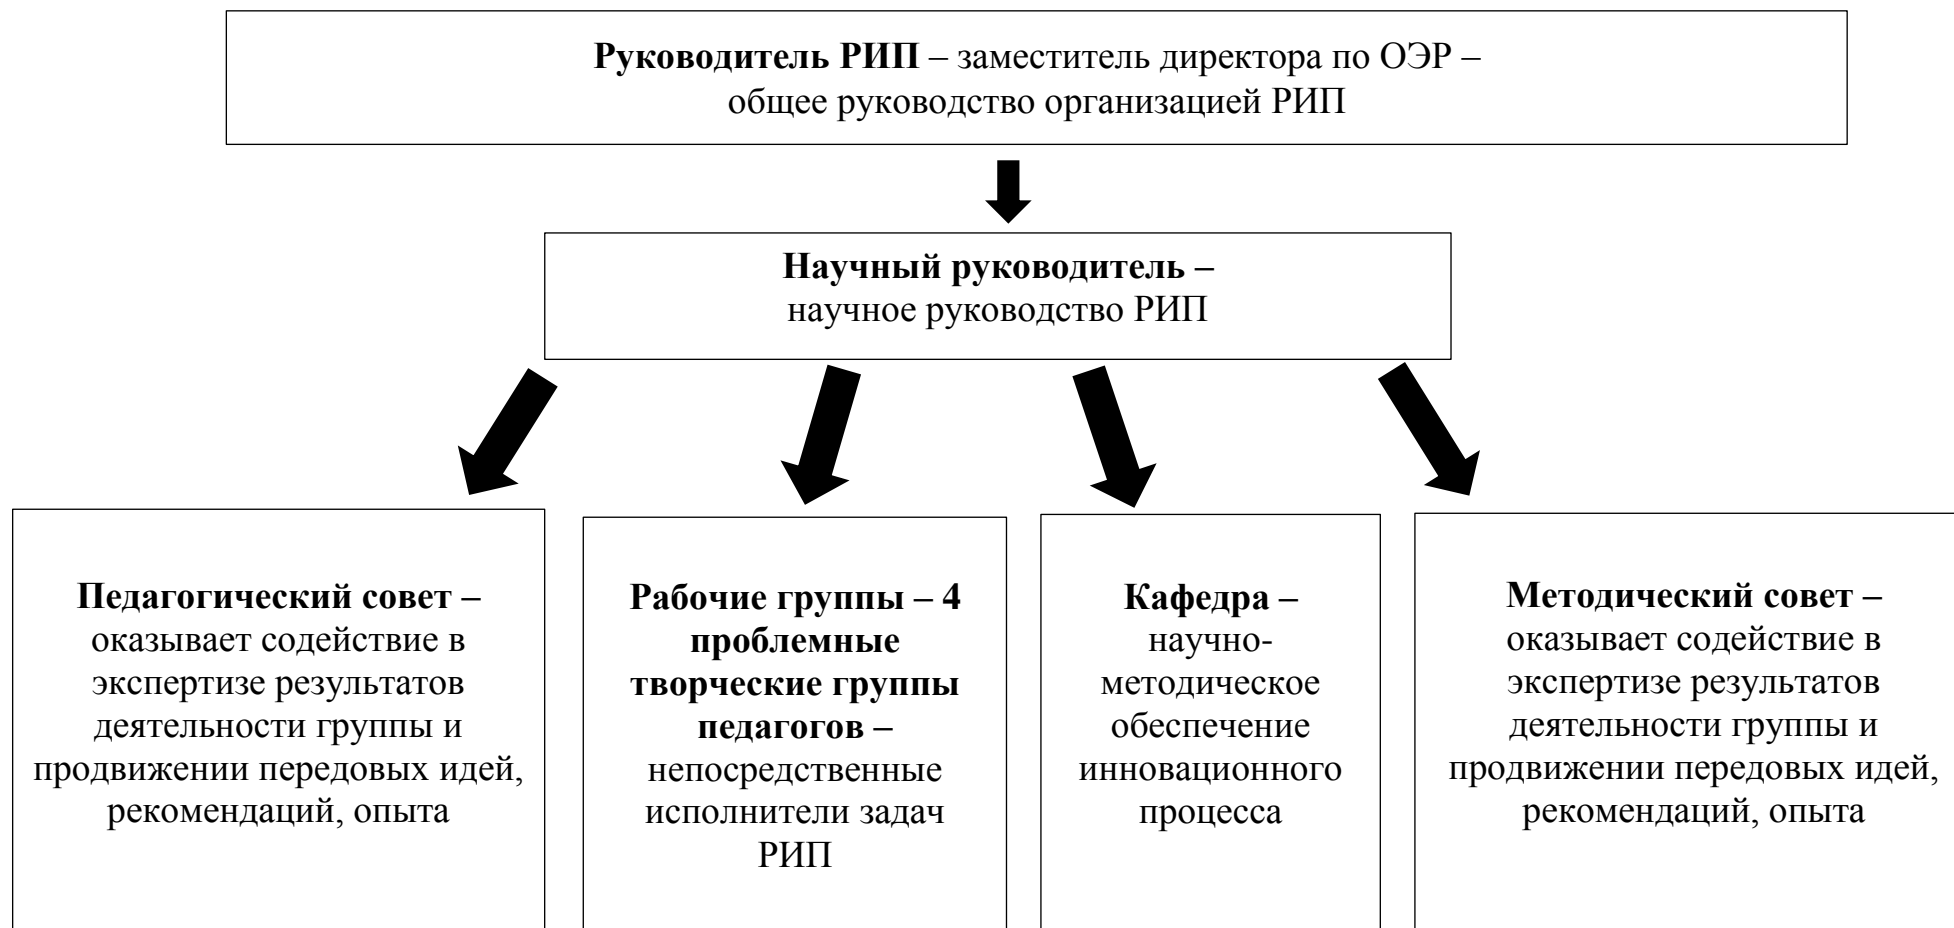 Руководитель РИП – заместитель директора по ОЭР –
общее руководство организацией РИП
Научный руководитель –
научное руководство РИП
Педагогический совет –
оказывает содействие в
экспертизе результатов
деятельности группы и
продвижении передовых идей,
рекомендаций, опыта
Рабочие группы – 4
проблемные
творческие группы
педагогов –
непосредственные
исполнители задач
РИП
Кафедра –
научно-
методическое
обеспечение
инновационного
процесса
Методический совет –
оказывает содействие в
экспертизе результатов
деятельности группы и
продвижении передовых идей,
рекомендаций, опыта